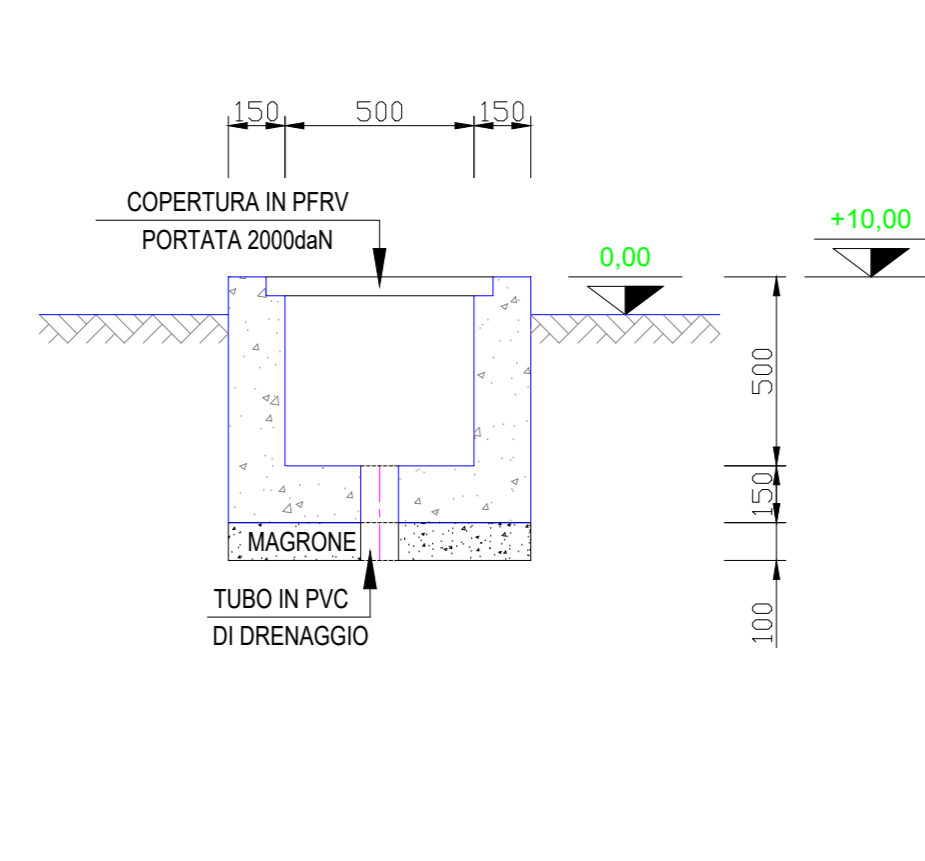 150 500 150
COPERTURA IN PFRV
PORTATA 2000daN
+10,00
0,00
500
150
MAGRONE
TUBO IN PVC
DI DRENAGGIO
100